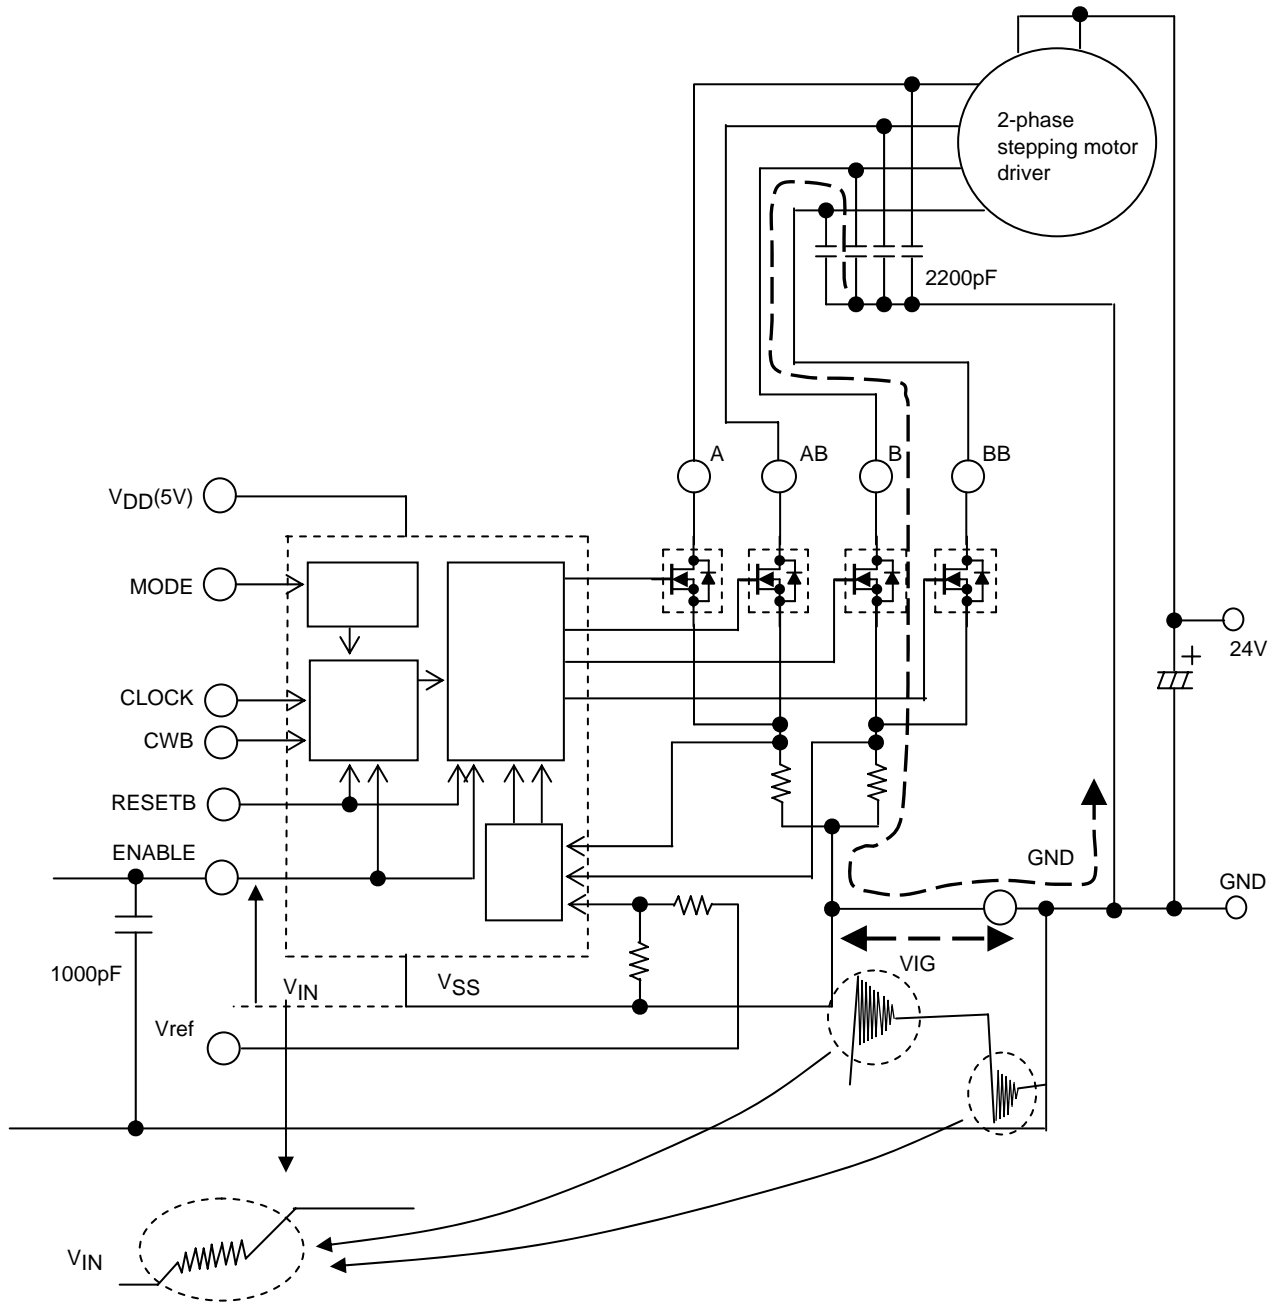 2-phase
stepping motor
driver
2200pF
A
AB
B
BB
VDD(5V)
MODE
CLOCK
CWB
RESETB
ENABLE
24V
+
GND
GND
1000pF
VIN
VSS
VIG
Vref
VIN